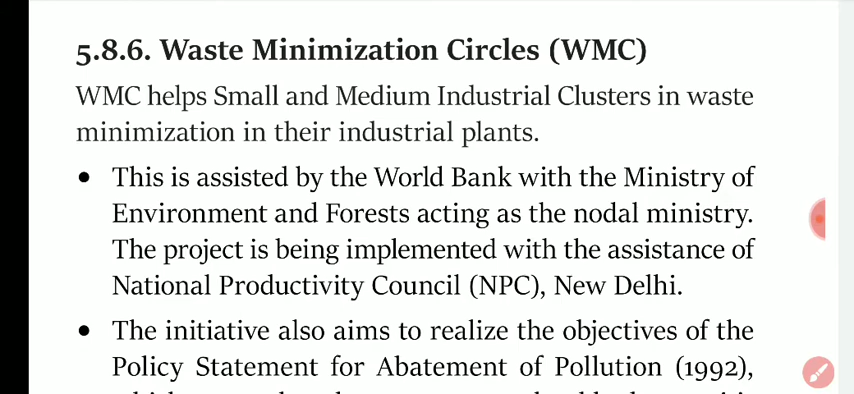 5.8.6. Waste Minimization Circles (WMC)
WMC helps Small and Medium Industrial Clusters in waste
minimization in their industrial plants.
• This is assisted by the World Bank with the Ministry of
Environment and Forests acting as the nodal ministry.
The project is being implemented with the assistance of
National Productivity Council (NPC), New Delhi.
• The initiative also aims to realize the objectives of the
Policy Statement for Abatement of Pollution (1992),